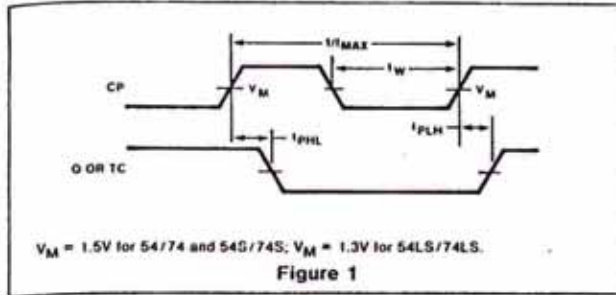 1/fMAX
CP
VM
tW
VM
tPHL
tPLH
Q OR TC
VM = 1.5V for 54/74 and 54S/74S; VM = 1.3V for 54LS/74LS.
Figure 1